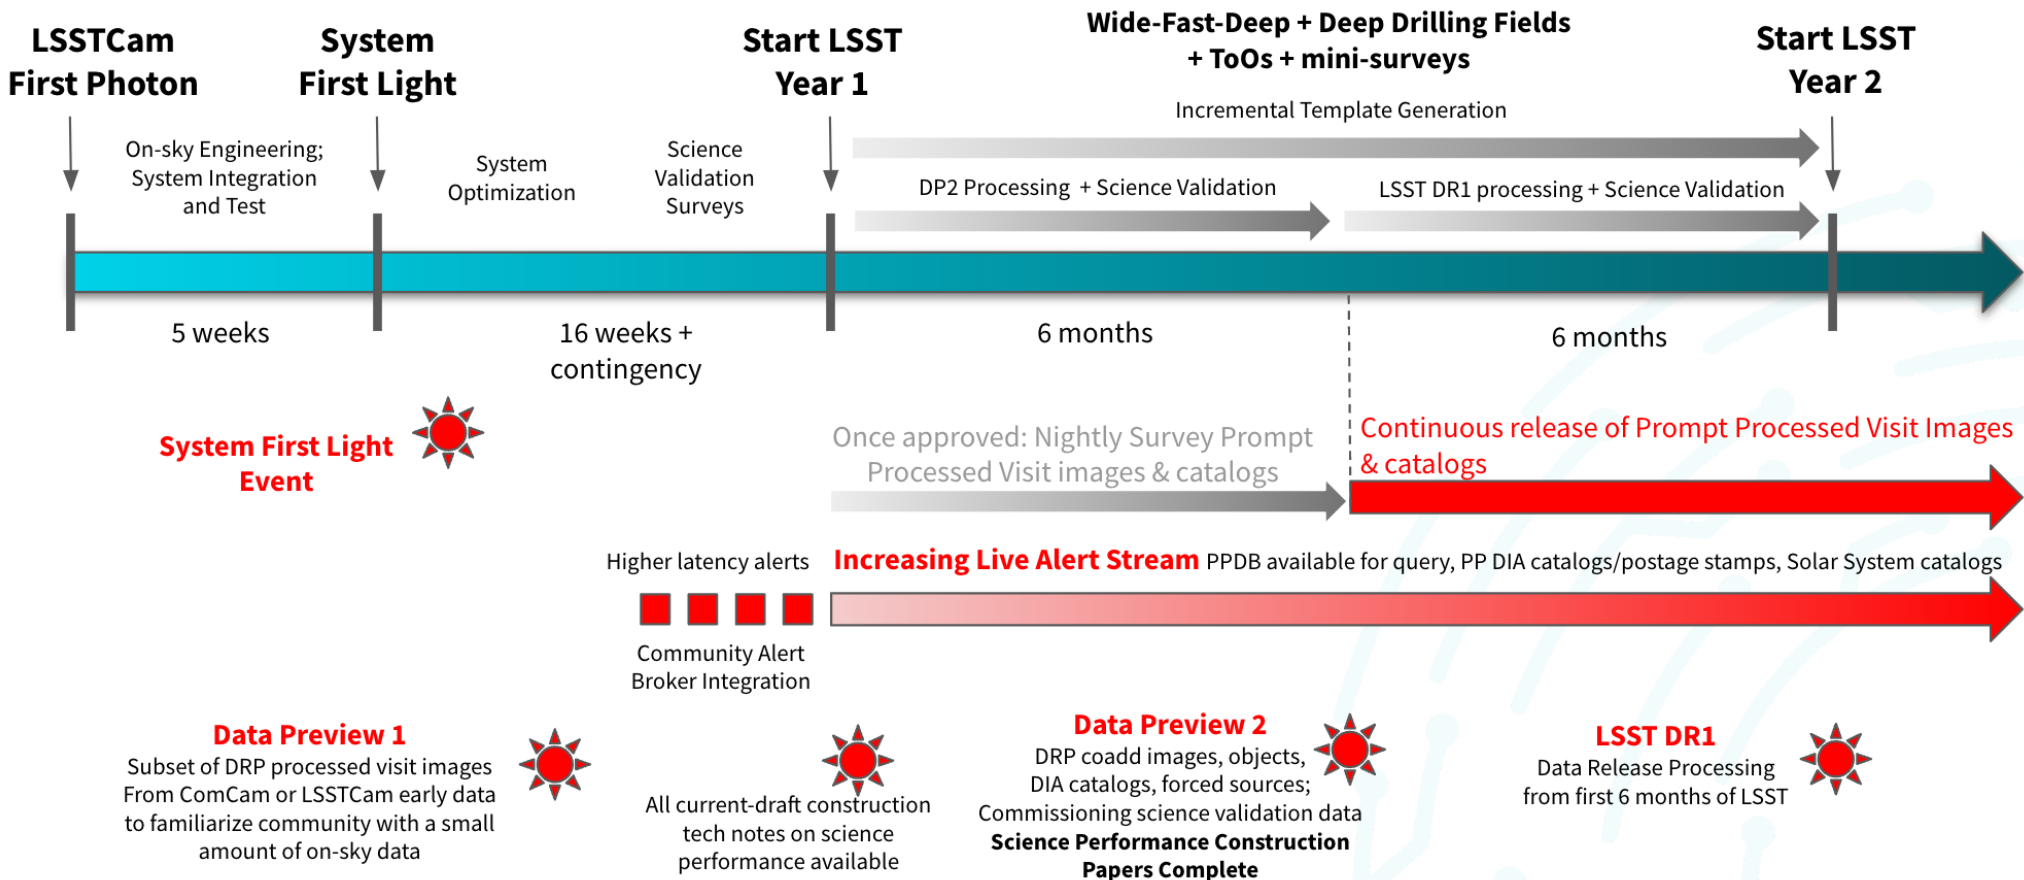 LSSTCam
First Photon
System
First Light
Start LSST
Year 1
Wide-Fast-Deep + Deep Drilling Fields
+ ToOs + mini-surveys
Start LSST
Year 2
Incremental Template Generation
On-sky Engineering;
System Integration
and Test
System
Optimization
Science
Validation
Surveys
DP2 Processing + Science Validation
LSST DR1 processing + Science Validation
5 weeks
16 weeks +
contingency
6 months
6 months
System First Light
Event
Once approved: Nightly Survey Prompt
Processed Visit images & catalogs
Continuous release of Prompt Processed Visit Images
& catalogs
Higher latency alerts
Increasing Live Alert Stream PPDB available for query, PP DIA catalogs/postage stamps, Solar System catalogs
Community Alert
Broker Integration
Data Preview 1
Subset of DRP processed visit images
From ComCam or LSSTCam early data
to familiarize community with a small
amount of on-sky data
All current-draft construction
tech notes on science
performance available
Data Preview 2
DRP coadd images, objects,
DIA catalogs, forced sources;
Commissioning science validation data
Science Performance Construction
Papers Complete
LSST DR1
Data Release Processing
from first 6 months of LSST